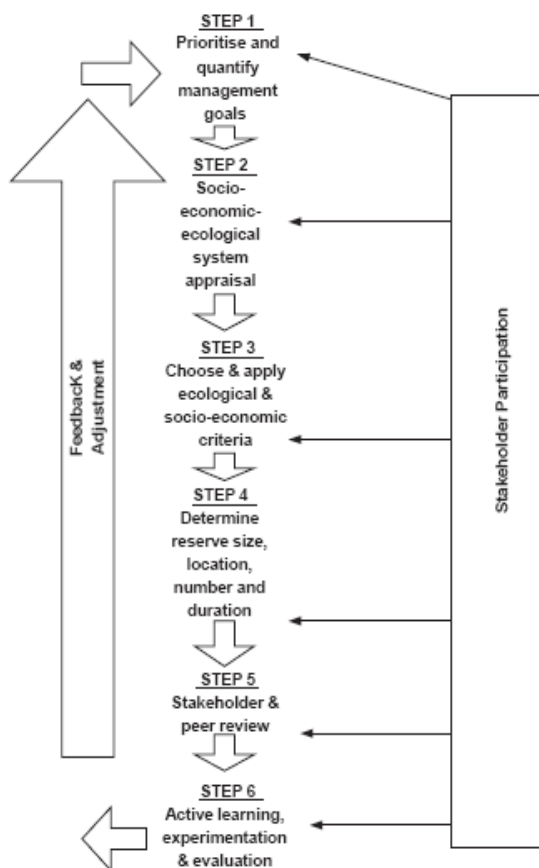 STEP 1
Prioritise and
quantify
management
goals
STEP 2
Socio-
economic-
ecological
system
appraisal
STEP 3
Choose & apply
ecological &
socio-economic
criteria
STEP 4
Determine
reserve size,
location,
number and
duration
STEP 5
Stakeholder &
peer review
STEP 6
Active learning,
experimentation
& evaluation
FeedbacK &
Adjustment
Stakeholder Participation